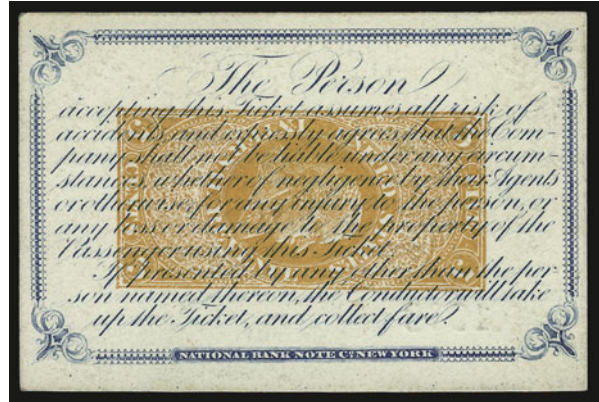 The Person
accepting this Ticket assumes all risk of
accidents and expressly agrees that the Com-
pany shall not be liable under any circum-
stances, whether of negligence by their Agents
or otherwise for any injury to the person, or
any loss or damage to the property of the
Passenger using this Ticket.
If presented by any other than the per-
son named thereon, the Conductor will take
up the Ticket, and collect fare.
NATIONAL BANK NOTE Co. NEW YORK